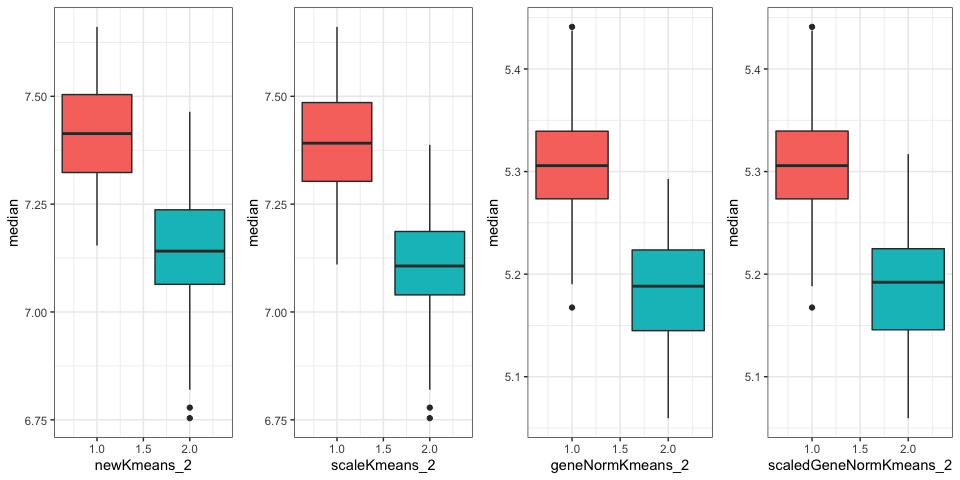 median
7.50
7.25
7.00
6.75
1.0 1.5 2.0
newKmeans_2
median
7.50
7.25
7.00
6.75
1.0 1.5 2.0
scaleKmeans_2
median
5.4
5.3
5.2
5.1
1.0 1.5 2.0
geneNormKmeans_2
median
5.4
5.3
5.2
5.1
1.0 1.5 2.0
scaledGeneNormKmeans_2